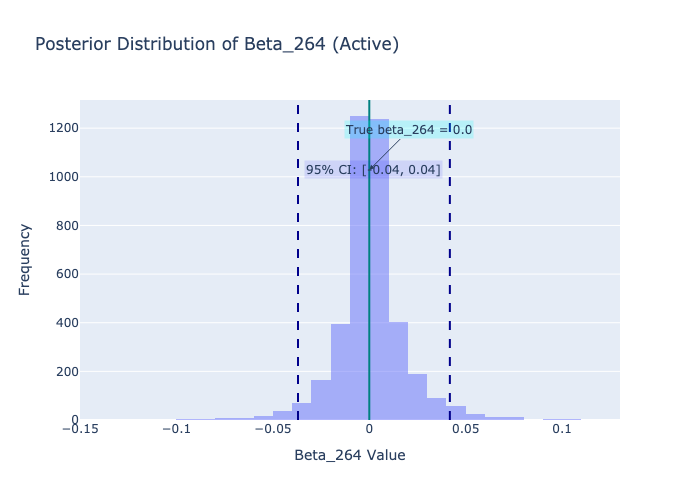 Posterior Distribution of Beta_264 (Active)
True beta_264 = 0.0
95% CI: [-0.04, 0.04]
1200
1000
800
600
400
200
0
Frequency
−0.15
−0.1
−0.05
0
0.05
0.1
Beta_264 Value